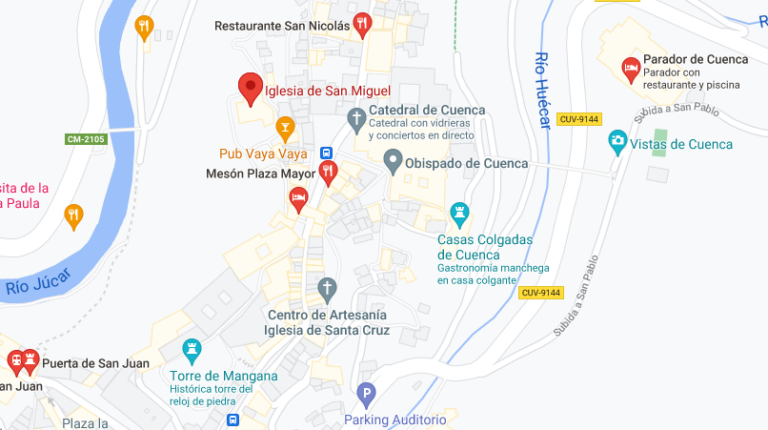 Restaurante San Nicolás
Parador de Cuenca
Parador con
restaurante y piscina
Iglesia de San Miguel
Catedral de Cuenca
Catedral con vidrieras
y conciertos en directo
Río Huécar
CUV-9144
Subida a San Pablo
CM-2105
Pub Vaya Vaya
Vistas de Cuenca
Obispado de Cuenca
Mesón Plaza Mayor
sita de la
a Paula
Casas Colgadas
de Cuenca
Gastronomía manchega
en casa colgante
Río Júcar
CUV-9144
Subida a San Pablo
Centro de Artesanía
Iglesia de Santa Cruz
Puerta de San Juan
an Juan
Torre de Mangana
Histórica torre del
reloj de piedra
P
Parking Auditorio
Plaza la